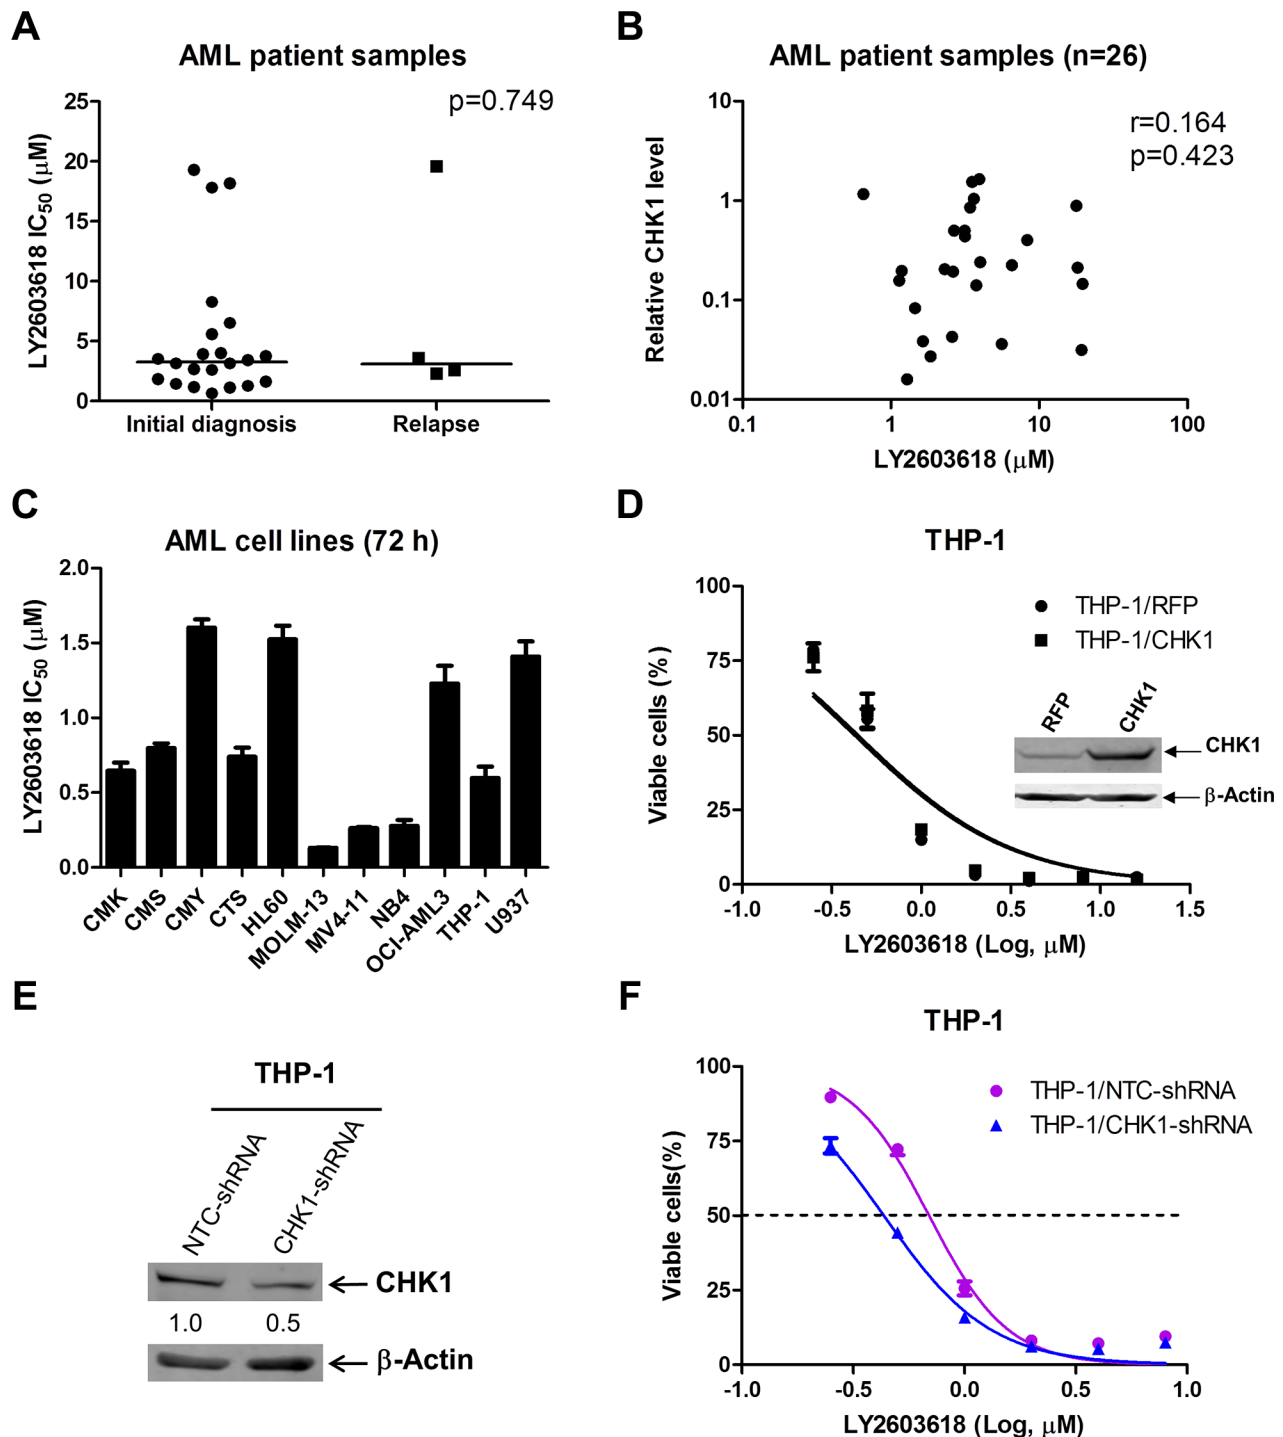 A
AML patient samples
p=0.749
LY2603618 IC50 (μM)
25
20
15
10
5
0
Initial diagnosis
Relapse
B
AML patient samples (n=26)
r=0.164
p=0.423
Relative CHK1 level
10
1
0.1
0.01
0.1
1
10
100
LY2603618 (μM)
C
AML cell lines (72 h)
LY2603618 IC50 (μM)
2.0
1.5
1.0
0.5
0.0
CMK
CMS
CMY
CTS
HL60
MOLM-13
MV4-11
NB4
OCI-AML3
THP-1
U937
D
THP-1
THP-1/RFP
THP-1/CHK1
Viable cells (%)
100
75
50
25
0
RFP
CHK1
CHK1
β-Actin
-1.0
-0.5
0.0
0.5
1.0
1.5
LY2603618 (Log, μM)
E
THP-1
NTC-shRNA
CHK1-shRNA
CHK1
1.0
0.5
β-Actin
F
THP-1
THP-1/NTC-shRNA
THP-1/CHK1-shRNA
Viable cells(%)
100
75
50
25
0
-1.0
-0.5
0.0
0.5
1.0
LY2603618 (Log, μM)